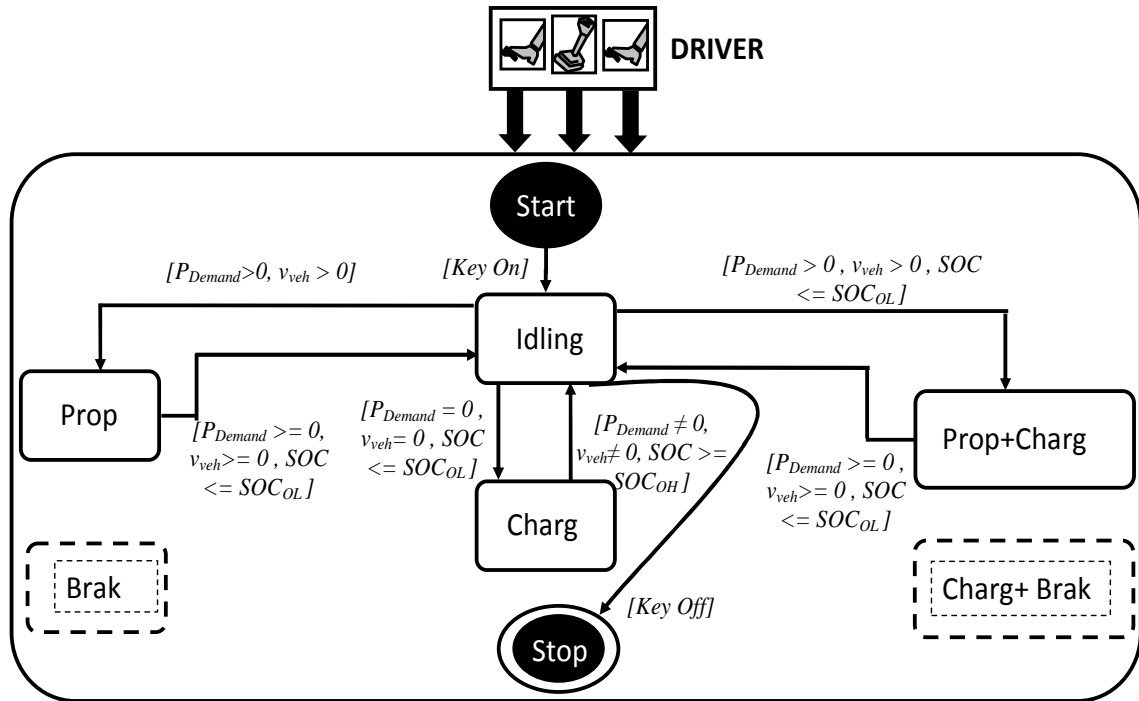 DRIVER
Start
[P_Demand>0, v_veh > 0]
[Key On]
[P_Demand > 0 , v_veh > 0 , SOC
<= SOC_OL]
Idling
Prop
[P_Demand >= 0,
v_veh>= 0 , SOC
<= SOC_OL]
[P_Demand = 0 ,
v_veh= 0 , SOC
<= SOC_OL]
[P_Demand ≠ 0,
v_veh≠ 0, SOC >=
SOC_OH]
Prop+Charg
[P_Demand >= 0 ,
v_veh>= 0 , SOC
<= SOC_OL]
Charg
Brak
Charg+ Brak
[Key Off]
Stop